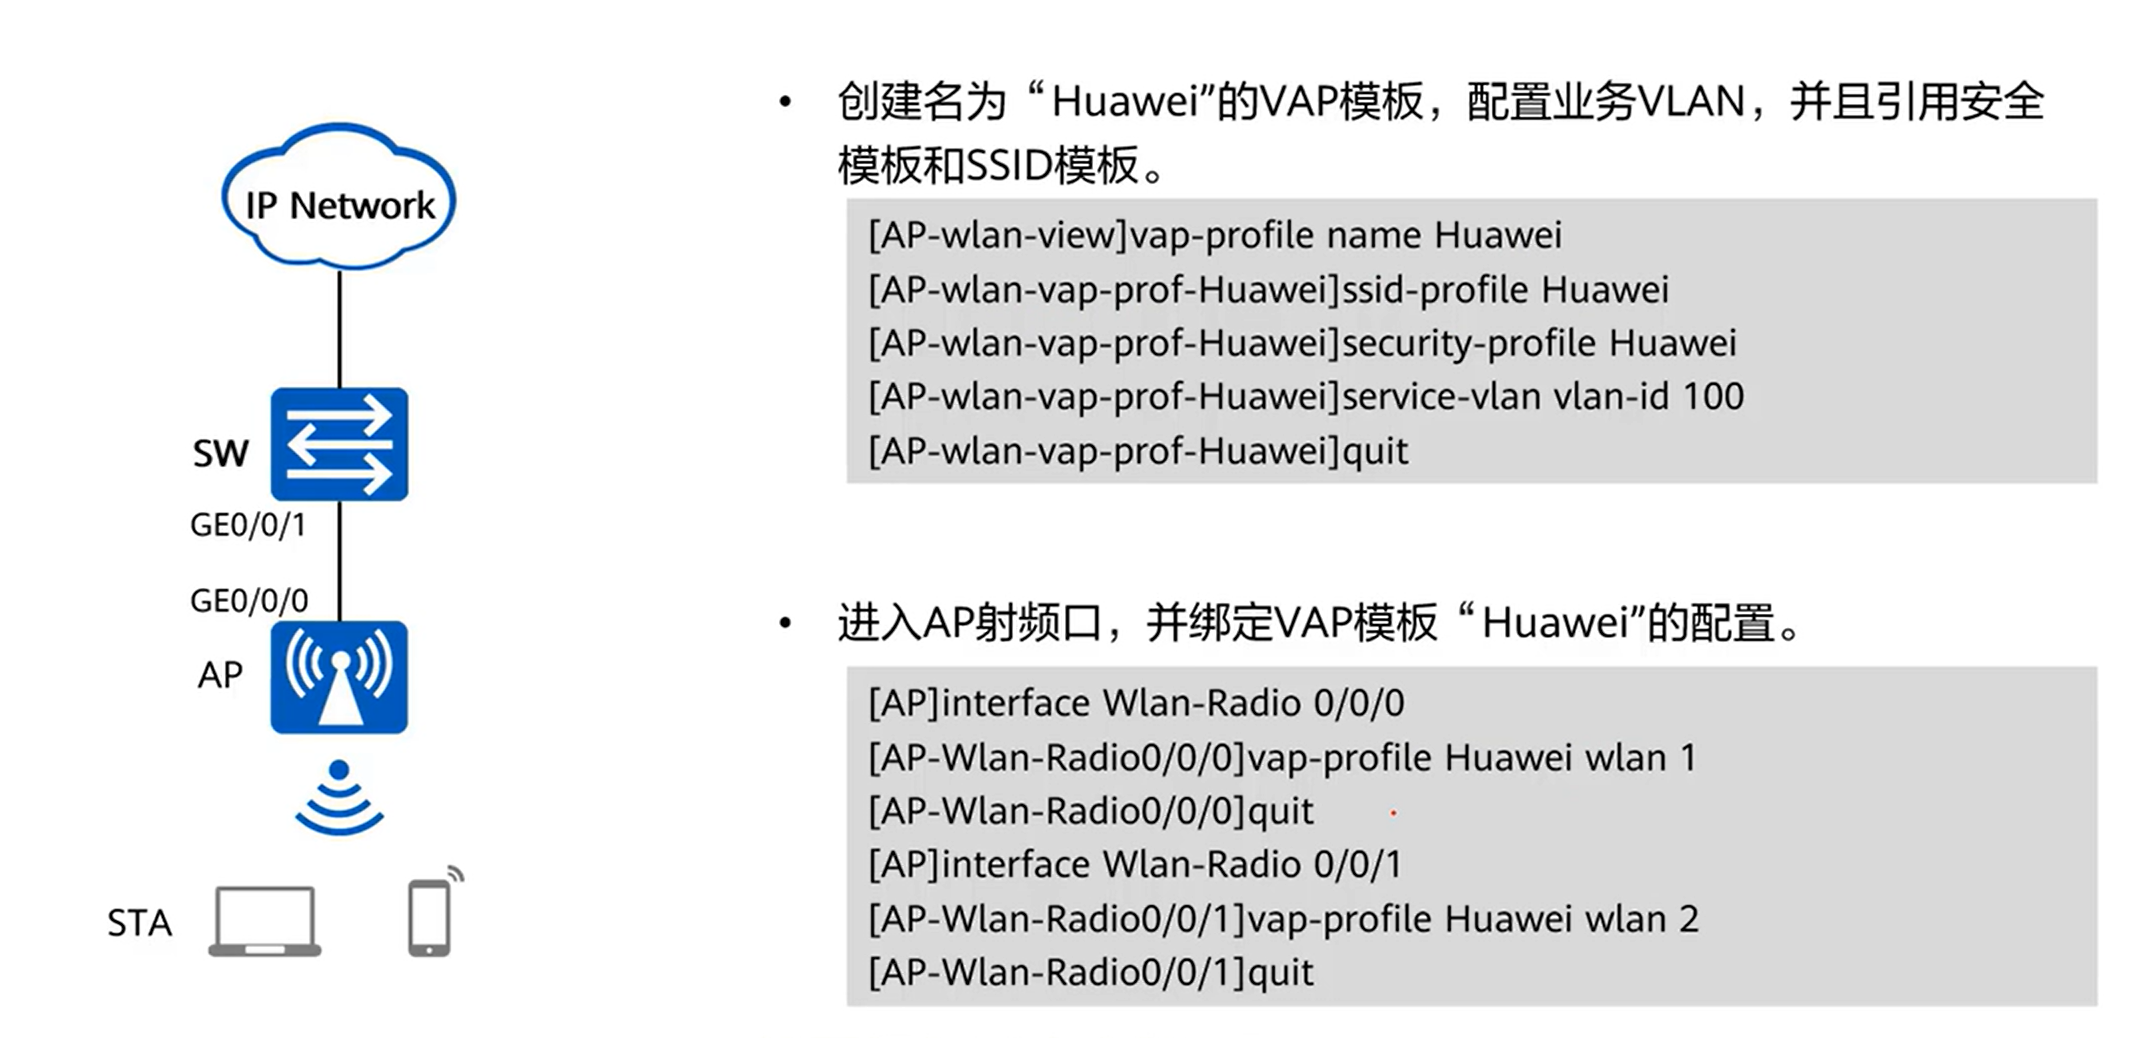 IP Network
SW
GE0/0/1
GE0/0/0
AP
STA
• 创建名为“Huawei”的VAP模板，配置业务VLAN，并且引用安全
模板和SSID模板。
[AP-wlan-view]vap-profile name Huawei
[AP-wlan-vap-prof-Huawei]ssid-profile Huawei
[AP-wlan-vap-prof-Huawei]security-profile Huawei
[AP-wlan-vap-prof-Huawei]service-vlan vlan-id 100
[AP-wlan-vap-prof-Huawei]quit
• 进入AP射频口，并绑定VAP模板“Huawei”的配置。
[AP]interface Wlan-Radio 0/0/0
[AP-Wlan-Radio0/0/0]vap-profile Huawei wlan 1
[AP-Wlan-Radio0/0/0]quit
[AP]interface Wlan-Radio 0/0/1
[AP-Wlan-Radio0/0/1]vap-profile Huawei wlan 2
[AP-Wlan-Radio0/0/1]quit